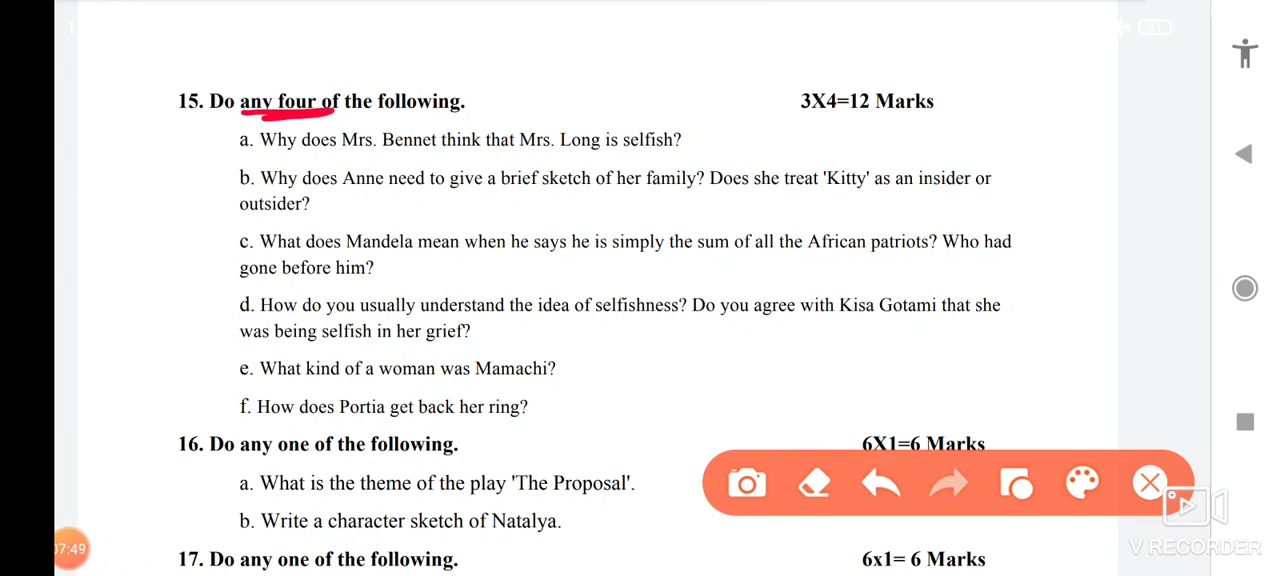 15. Do any four of the following. 3X4=12 Marks
a. Why does Mrs. Bennet think that Mrs. Long is selfish?
b. Why does Anne need to give a brief sketch of her family? Does she treat 'Kitty' as an insider or
outsider?
c. What does Mandela mean when he says he is simply the sum of all the African patriots? Who had
gone before him?
d. How do you usually understand the idea of selfishness? Do you agree with Kisa Gotami that she
was being selfish in her grief?
e. What kind of a woman was Mamachi?
f. How does Portia get back her ring?
16. Do any one of the following. 6X1=6 Marks
a. What is the theme of the play 'The Proposal'.
b. Write a character sketch of Natalya.
07:49
V RECORDER
17. Do any one of the following. 6x1= 6 Marks